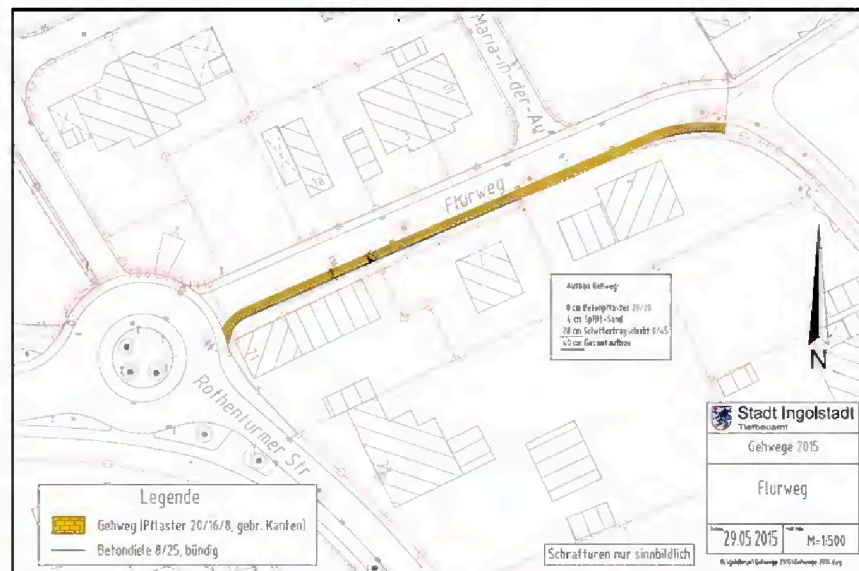 Maria-in-der-Au
Flurweg
Rothenturmer Str
Aufbau Gehweg:
8 cm Betonpflaster 20/20
4 cm Splitt-Sand
28 cm Schottertragschicht 0/45
40 cm Gesamtaufbau
N
Stadt Ingolstadt
Tiefbauamt
Gehwege 2015
Flurweg
29.05.2015
M=1:500
Legende
Gehweg (Pflaster 20/16/8, gebr. Kanten)
Betondiele 8/25, bündig
Schraffuren nur sinnbildlich